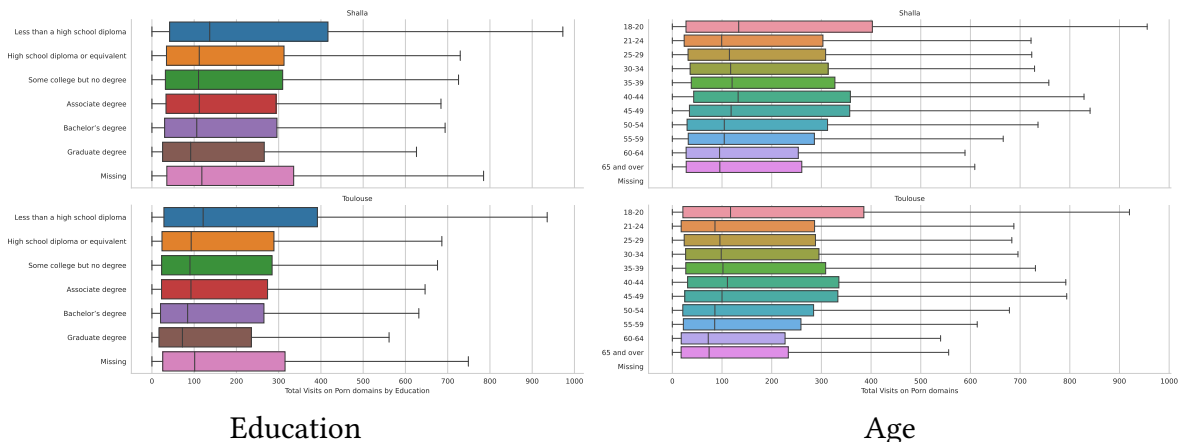 Shalla
Less than a high school diploma
High school diploma or equivalent
Some college but no degree
Associate degree
Bachelor's degree
Graduate degree
Missing
Toulouse
Less than a high school diploma
High school diploma or equivalent
Some college but no degree
Associate degree
Bachelor's degree
Graduate degree
Missing
0 100 200 300 400 500 600 700 800 900 1000
Total Visits on Porn domains by Education
Education
Shalla
18-20
21-24
25-29
30-34
35-39
40-44
45-49
50-54
55-59
60-64
65 and over
Missing
Toulouse
18-20
21-24
25-29
30-34
35-39
40-44
45-49
50-54
55-59
60-64
65 and over
Missing
0 100 200 300 400 500 600 700 800 900 1000
Total Visits on Porn domains
Age